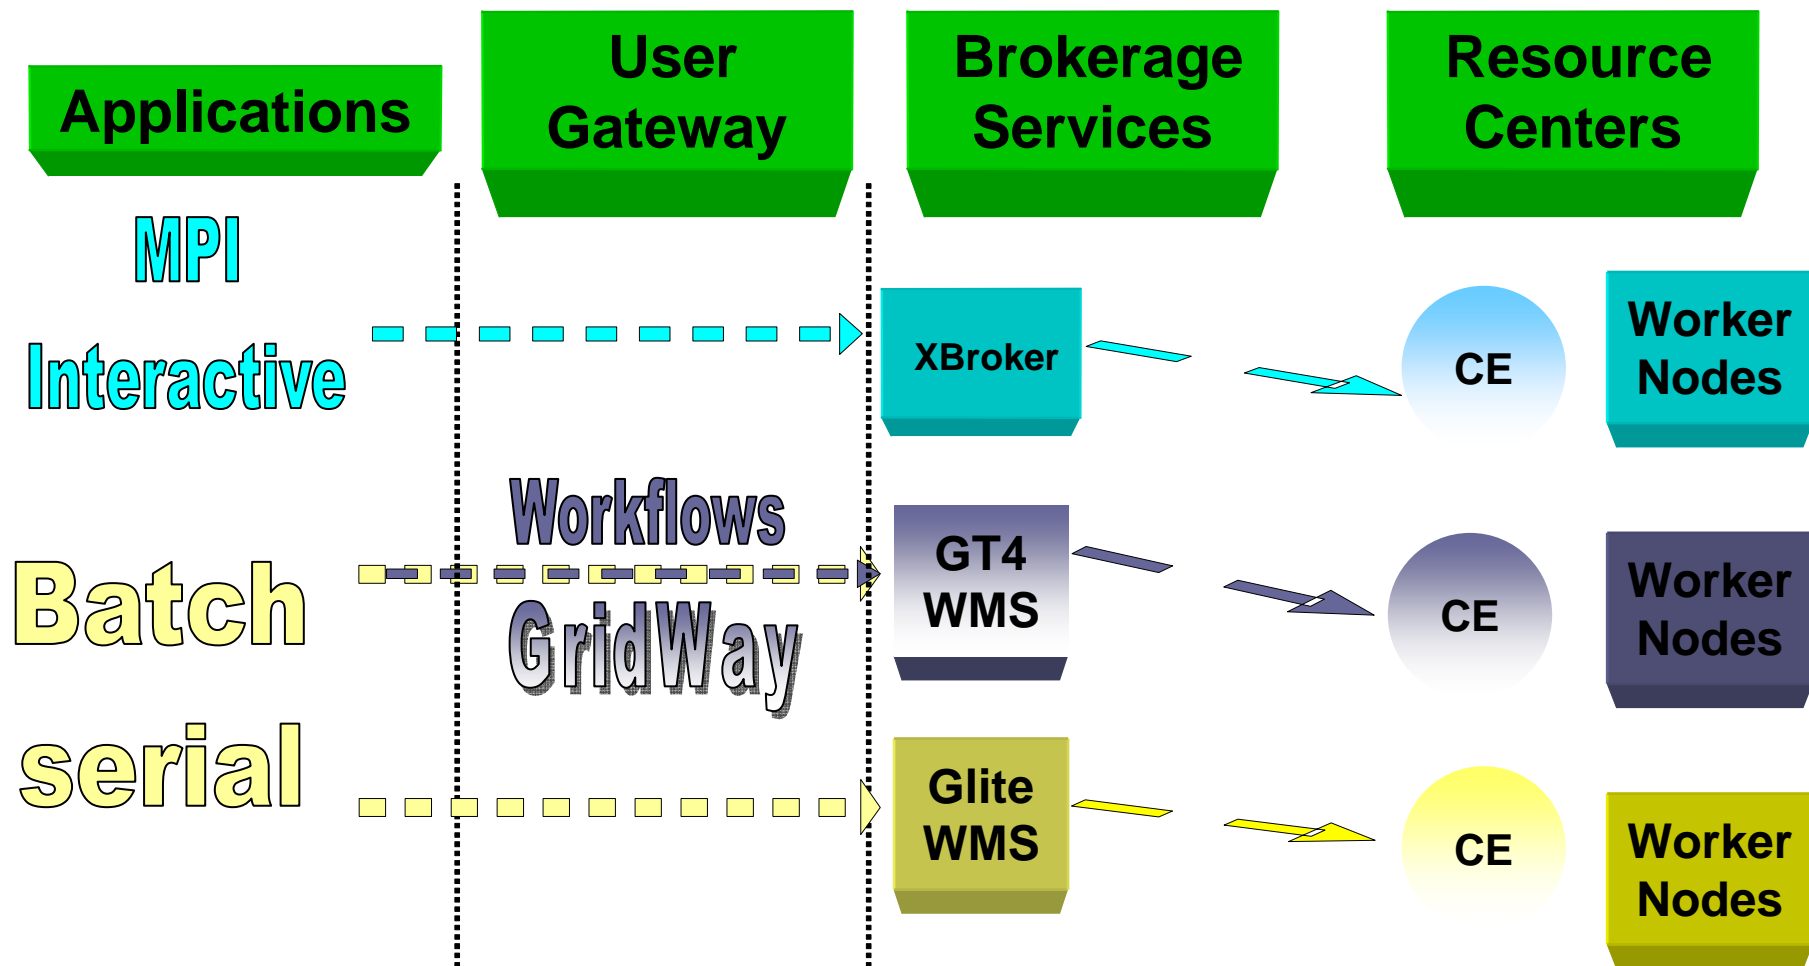 Applications
User
Gateway
Brokerage
Services
Resource
Centers
MPI
Interactive
XBroker
CE
Worker
Nodes
Batch
serial
Workflows
GridWay
GT4
WMS
CE
Worker
Nodes
Glite
WMS
CE
Worker
Nodes